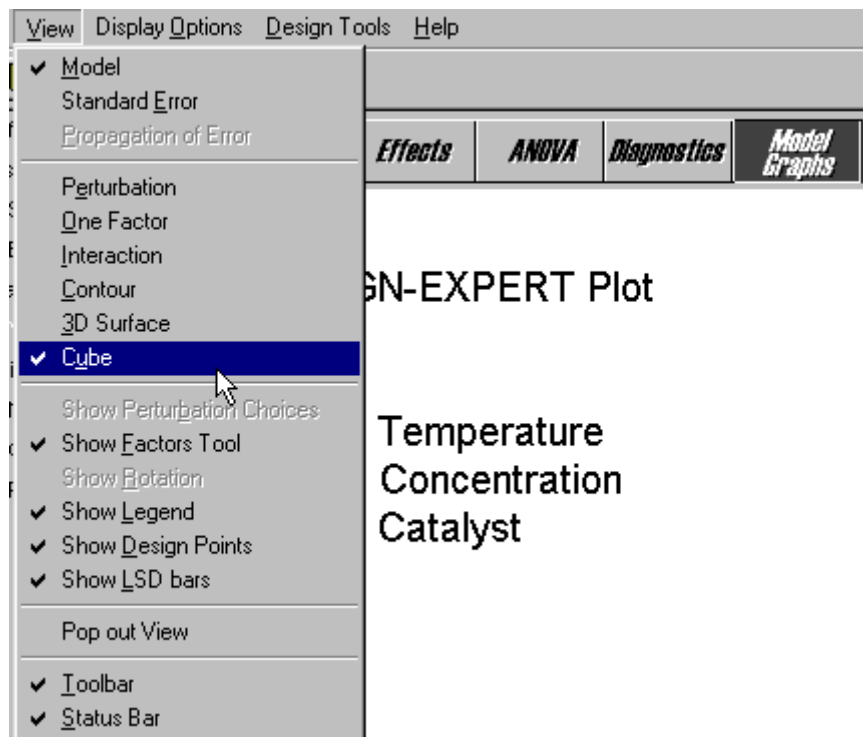 View Display Options Design Tools Help
Model
Standard Error
Propagation of Error
Effects ANOVA Diagnostics Model Graphs
Perturbation
One Factor
Interaction
Contour
GN-EXPERT Plot
3D Surface
Cube
Show Perturbation Choices
Show Factors Tool
Temperature
Show Rotation
Concentration
Show Legend
Catalyst
Show Design Points
Show LSD bars
Pop out View
Toolbar
Status Bar